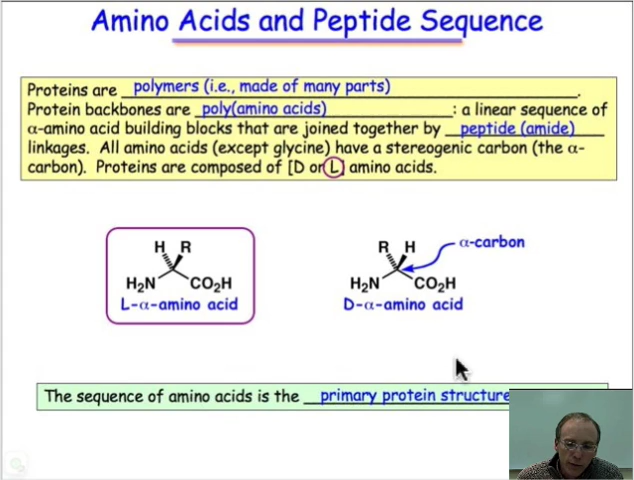 Amino Acids and Peptide Sequence
Proteins are polymers (i.e., made of many parts).
Protein backbones are poly(amino acids): a linear sequence of
α-amino acid building blocks that are joined together by peptide (amide)
linkages. All amino acids (except glycine) have a stereogenic carbon (the α-
carbon). Proteins are composed of [D or L] amino acids.
H R
R H
α-carbon
H₂N CO₂H
H₂N CO₂H
L-α-amino acid
D-α-amino acid
The sequence of amino acids is the primary protein structure